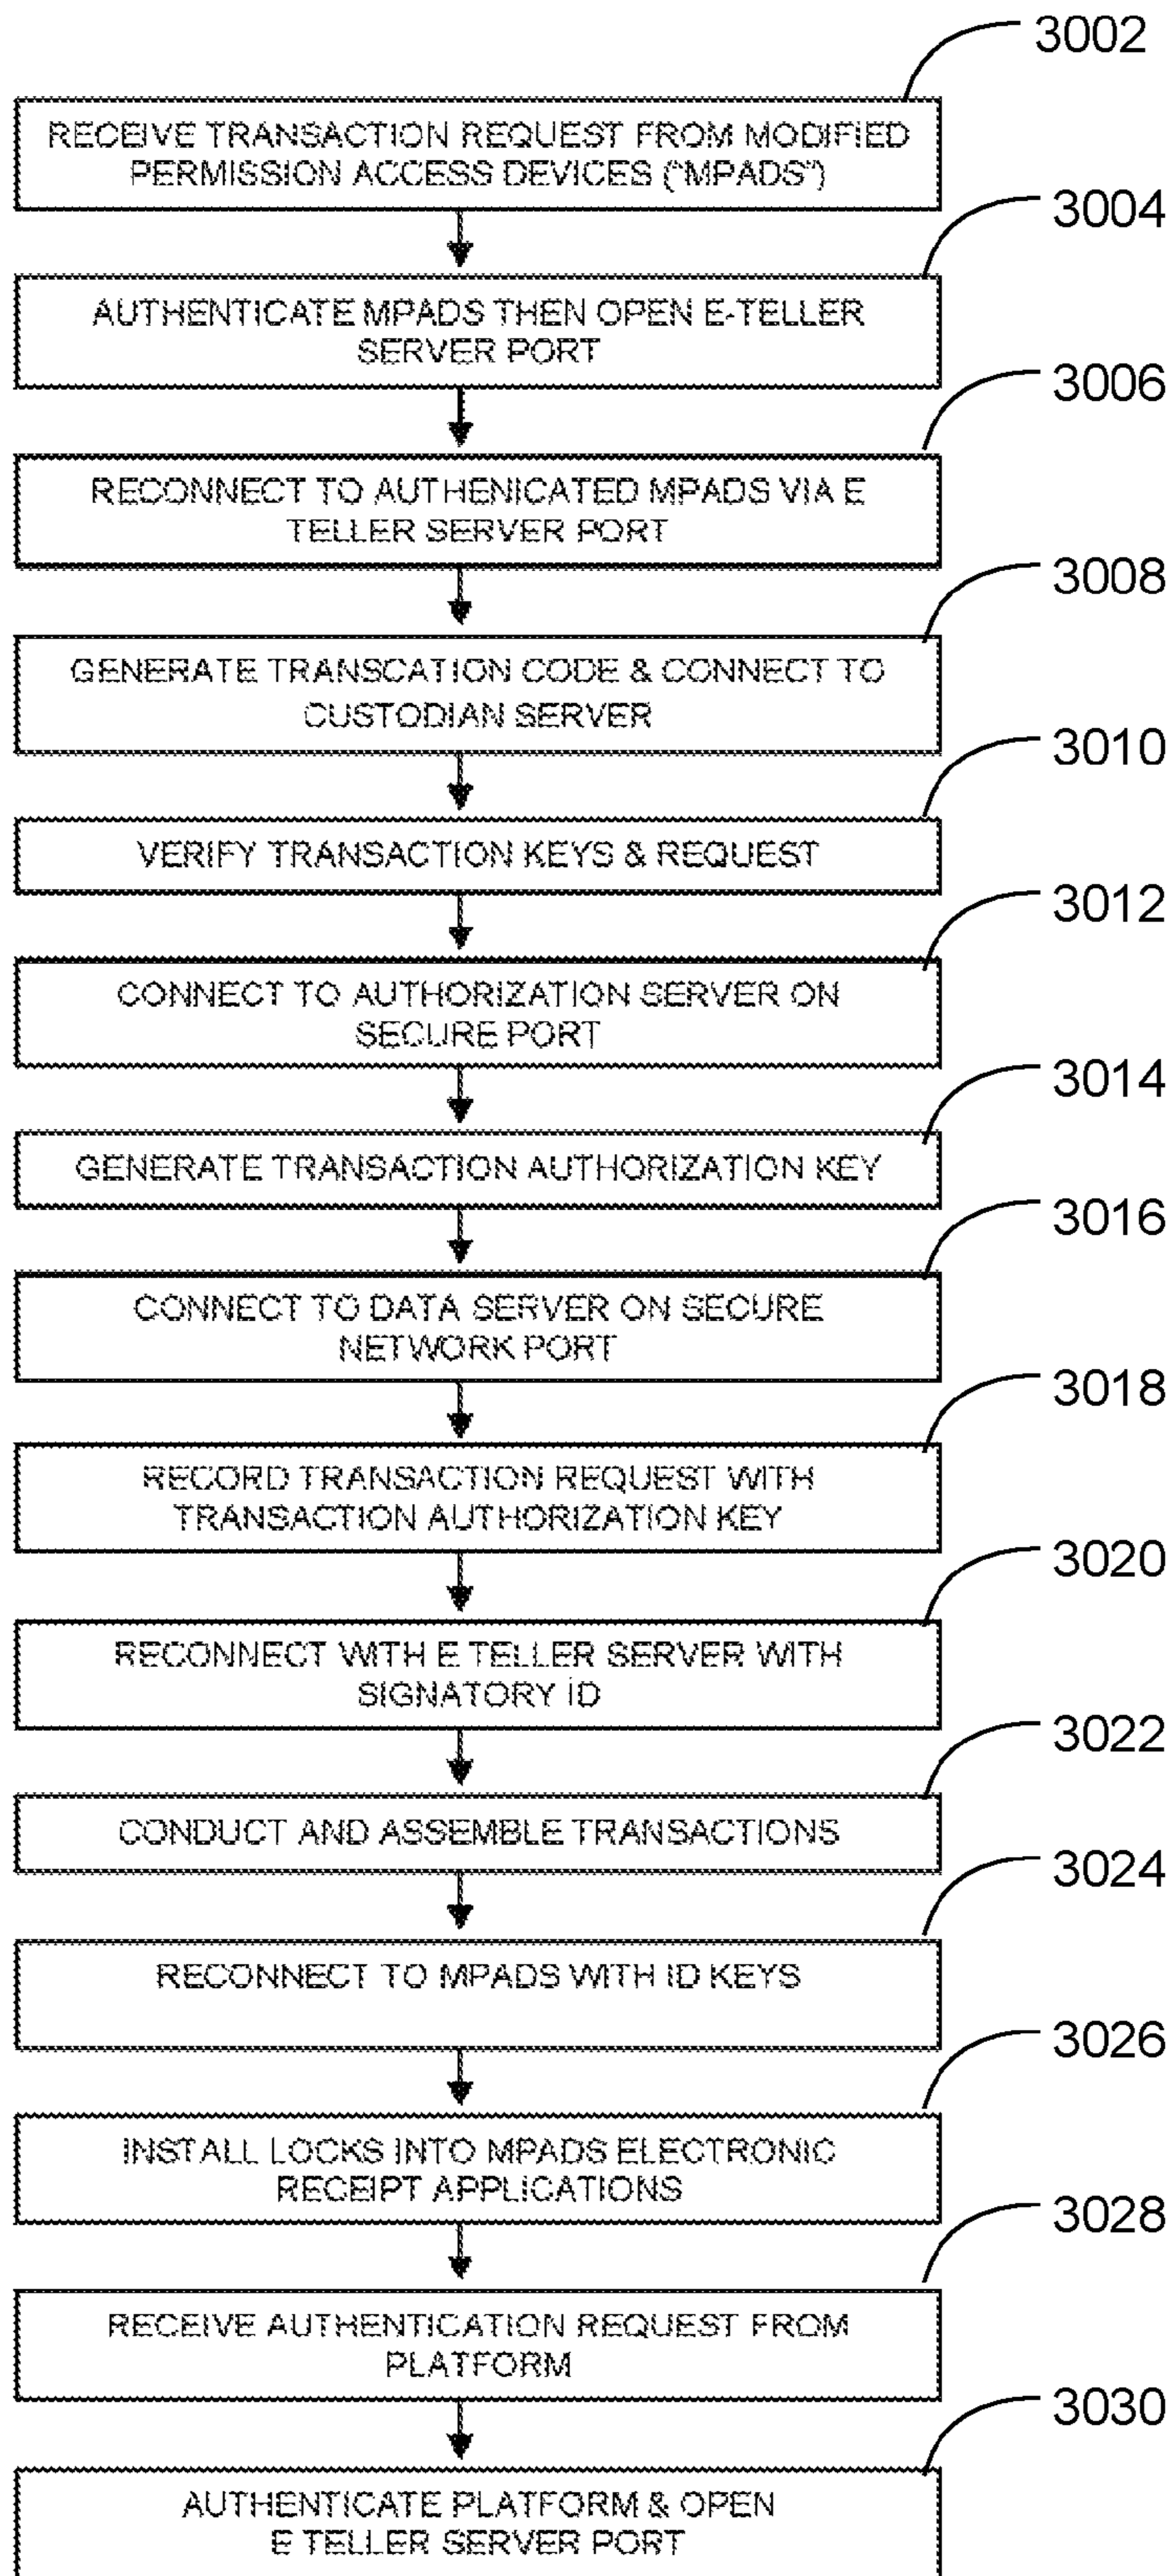 3002
RECEIVE TRANSACTION REQUEST FROM MODIFIED
PERMISSION ACCESS DEVICES ("MPADS")
3004
AUTHENTICATE MPADS THEN OPEN E-TELLER
SERVER PORT
3006
RECONNECT TO AUTHENICATED MPADS VIA E
TELLER SERVER PORT
3008
GENERATE TRANSCATION CODE & CONNECT TO
CUSTODIAN SERVER
3010
VERIFY TRANSACTION KEYS & REQUEST
3012
CONNECT TO AUTHORIZATION SERVER ON
SECURE PORT
3014
GENERATE TRANSACTION AUTHORIZATION KEY
3016
CONNECT TO DATA SERVER ON SECURE
NETWORK PORT
3018
RECORD TRANSACTION REQUEST WITH
TRANSACTION AUTHORIZATION KEY
3020
RECONNECT WITH E TELLER SERVER WITH
SIGNATORY ID
3022
CONDUCT AND ASSEMBLE TRANSACTIONS
3024
RECONNECT TO MPADS WITH ID KEYS
3026
INSTALL LOCKS INTO MPADS ELECTRONIC
RECEIPT APPLICATIONS
3028
RECEIVE AUTHENTICATION REQUEST FROM
PLATFORM
3030
AUTHENTICATE PLATFORM & OPEN
E TELLER SERVER PORT